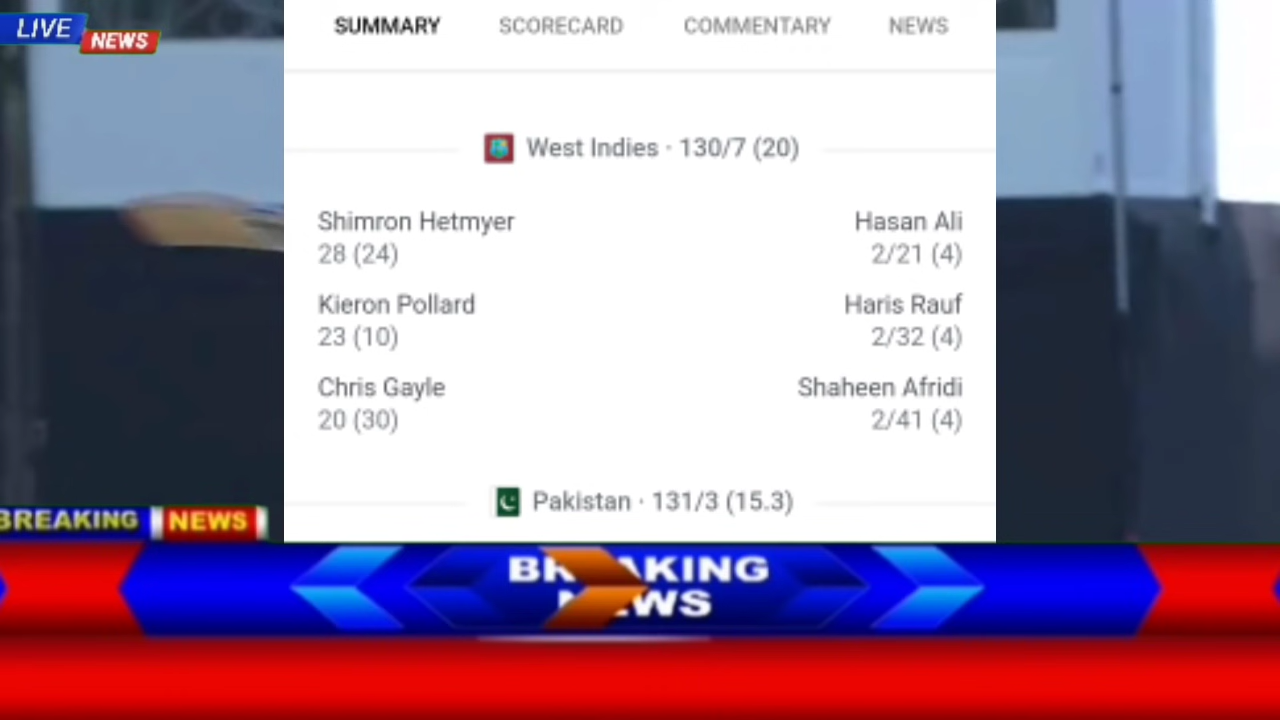 LIVE
NEWS
SUMMARY SCORECARD COMMENTARY NEWS
West Indies · 130/7 (20)
Shimron Hetmyer Hasan Ali
28 (24) 2/21 (4)
Kieron Pollard Haris Rauf
23 (10) 2/32 (4)
Chris Gayle Shaheen Afridi
20 (30) 2/41 (4)
Pakistan · 131/3 (15.3)
BREAKING NEWS
BREAKING
NEWS